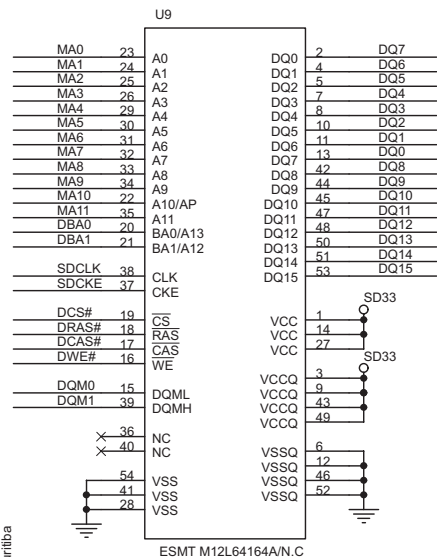 U9
MA0 23 A0 DQ0 2 DQ7
MA1 24 A1 DQ1 4 DQ6
MA2 25 A2 DQ2 5 DQ5
MA3 26 A3 DQ3 7 DQ4
MA4 29 A4 DQ4 8 DQ3
MA5 30 A5 DQ5 10 DQ2
MA6 31 A6 DQ6 11 DQ1
MA7 32 A7 DQ7 13 DQ0
MA8 33 A8 DQ8 42 DQ8
MA9 34 A9 DQ9 44 DQ9
MA10 22 A10/AP DQ10 45 DQ10
MA11 35 A11 DQ11 47 DQ11
DBA0 20 BA0/A13 DQ12 48 DQ12
DBA1 21 BA1/A12 DQ13 50 DQ13
DQ14 51 DQ14
SDCLK 38 CLK DQ15 53 DQ15
SDCKE 37 CKE
SD33
DCS# 19 CS VCC 1
DRAS# 18 RAS VCC 14
DCAS# 17 CAS VCC 27
DWE# 16 WE
SD33
VCCQ 3
DQM0 15 DQML VCCQ 9
DQM1 39 DQMH VCCQ 43
VCCQ 49
36 NC
40 NC VSSQ 6
VSSQ 12
54 VSS VSSQ 46
41 VSS VSSQ 52
28 VSS
ESMT M12L64164A/N.C